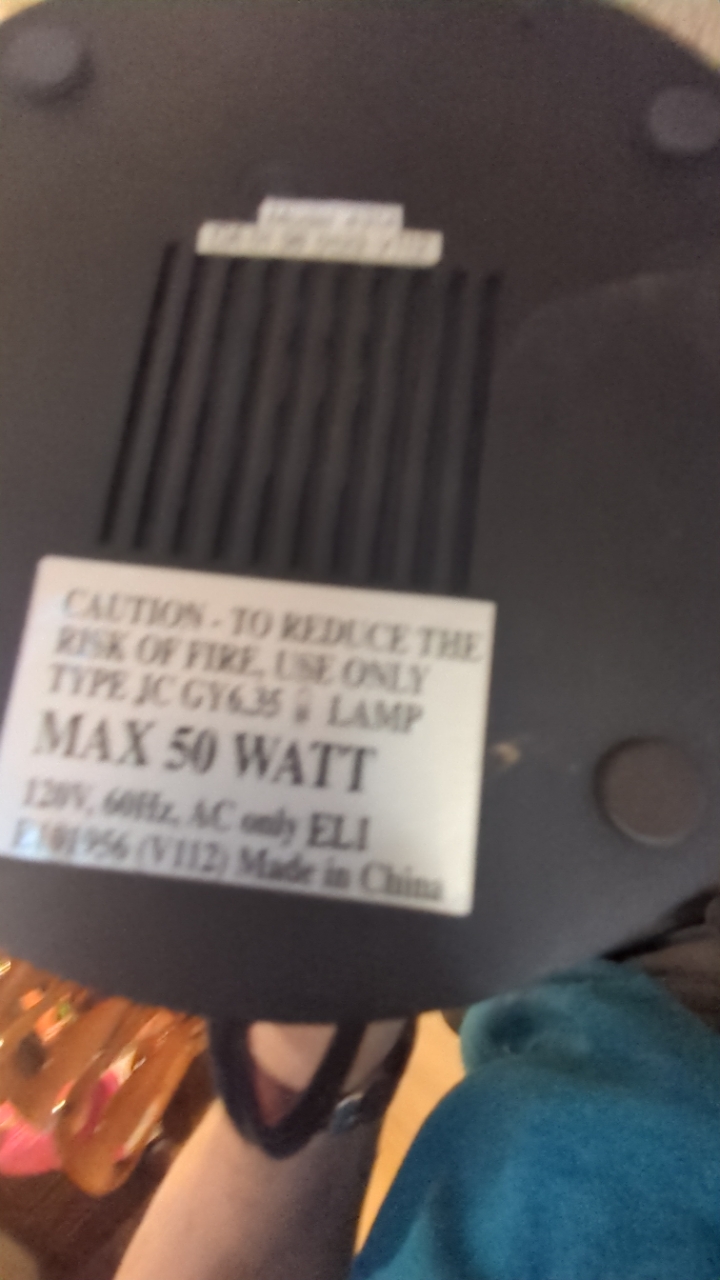 CAUTION - TO REDUCE THE
RISK OF FIRE, USE ONLY
TYPE JC GY6.35 LAMP
MAX 50 WATT
120V, 60Hz, AC only ELI
E101956 (V112) Made in China